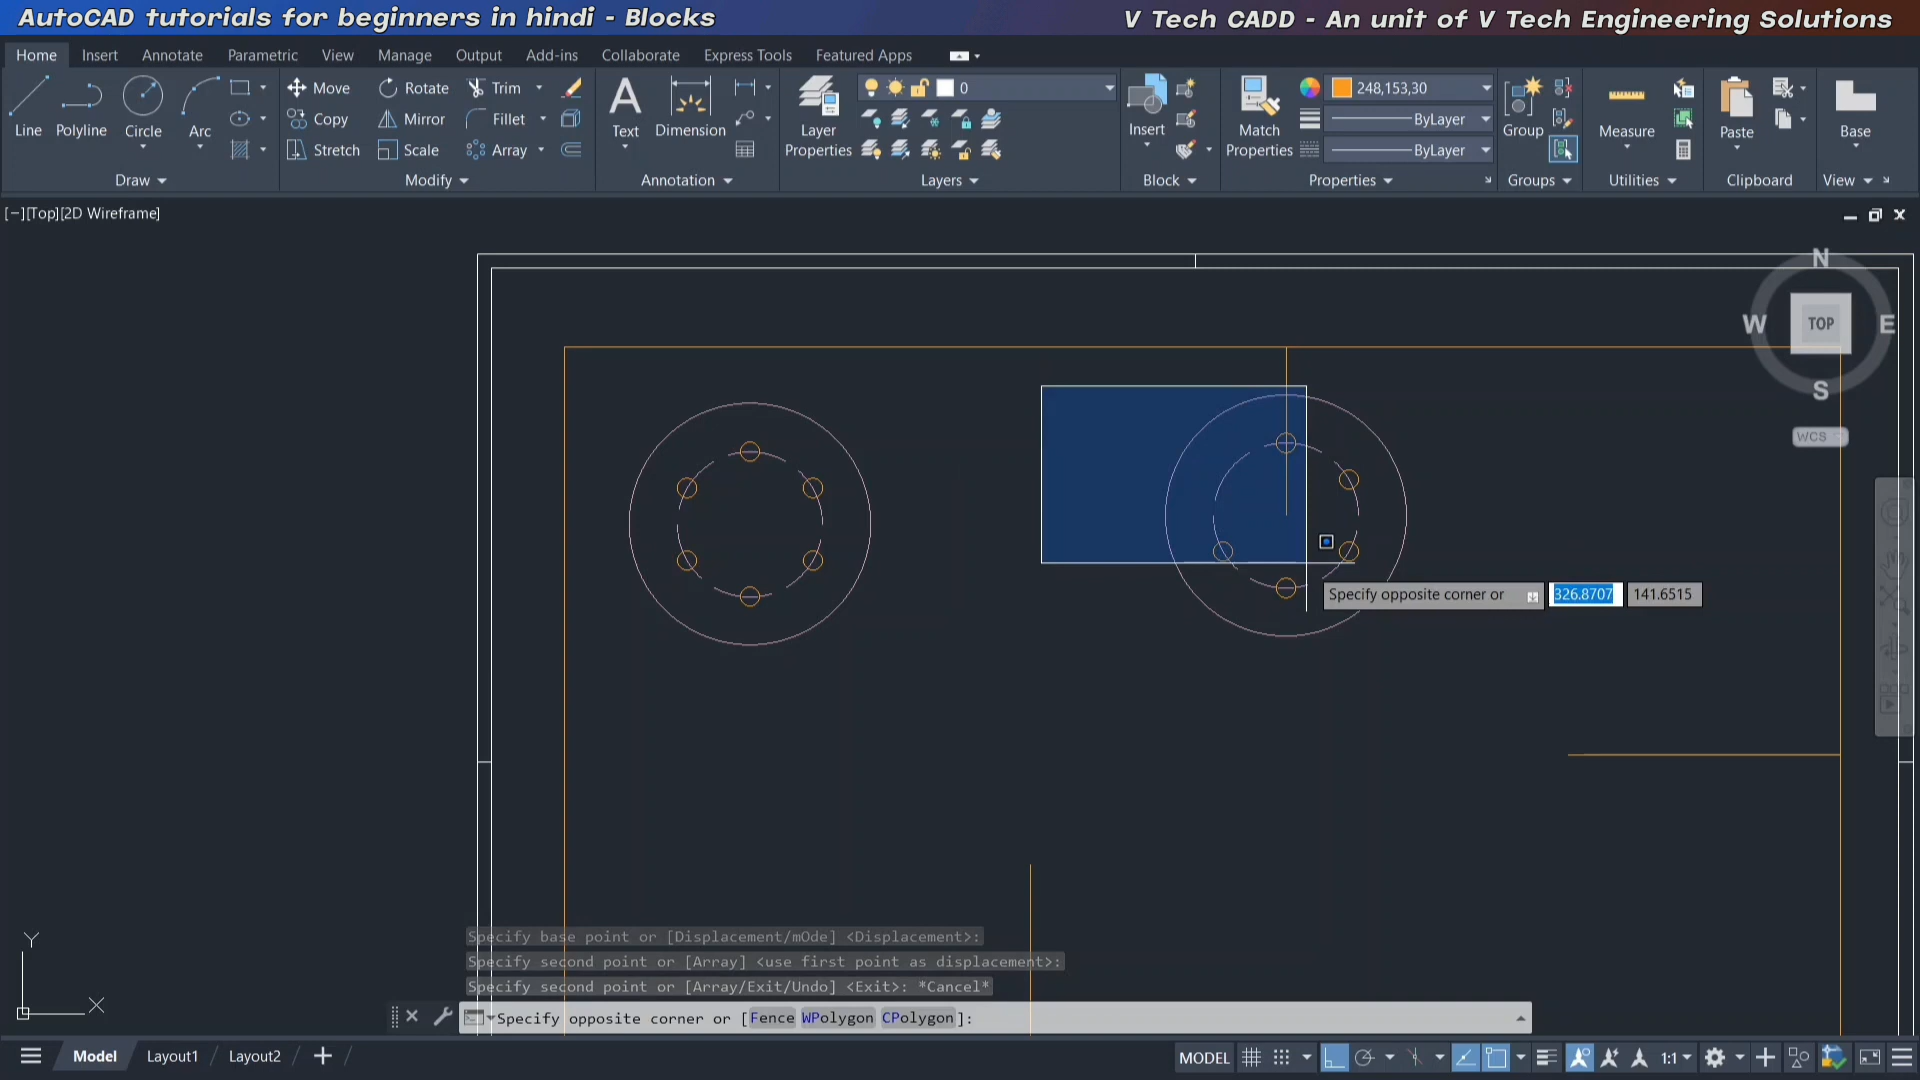 AutoCAD tutorials for beginners in hindi - Blocks
V Tech CADD - An unit of V Tech Engineering Solutions
Home Insert Annotate Parametric View Manage Output Add-ins Collaborate Express Tools Featured Apps
Line Polyline Circle Arc
Move Rotate Trim
Copy Mirror Fillet
Stretch Scale Array
Text Dimension
Layer Properties
0
Insert
Match Properties
248,153,30
ByLayer
ByLayer
Group
Measure
Paste
Base
Draw Modify Annotation Layers Block Properties Groups Utilities Clipboard View
[−][Top][2D Wireframe]
N
W TOP E
S
WCS
Specify opposite corner or 326.8707 141.6515
Y
X
Specify base point or [Displacement/mOde] <Displacement>:
Specify second point or [Array] <use first point as displacement>:
Specify second point or [Array/Exit/Undo] <Exit>: *Cancel*
Specify opposite corner or [Fence WPolygon CPolygon]:
Model Layout1 Layout2
MODEL 1:1